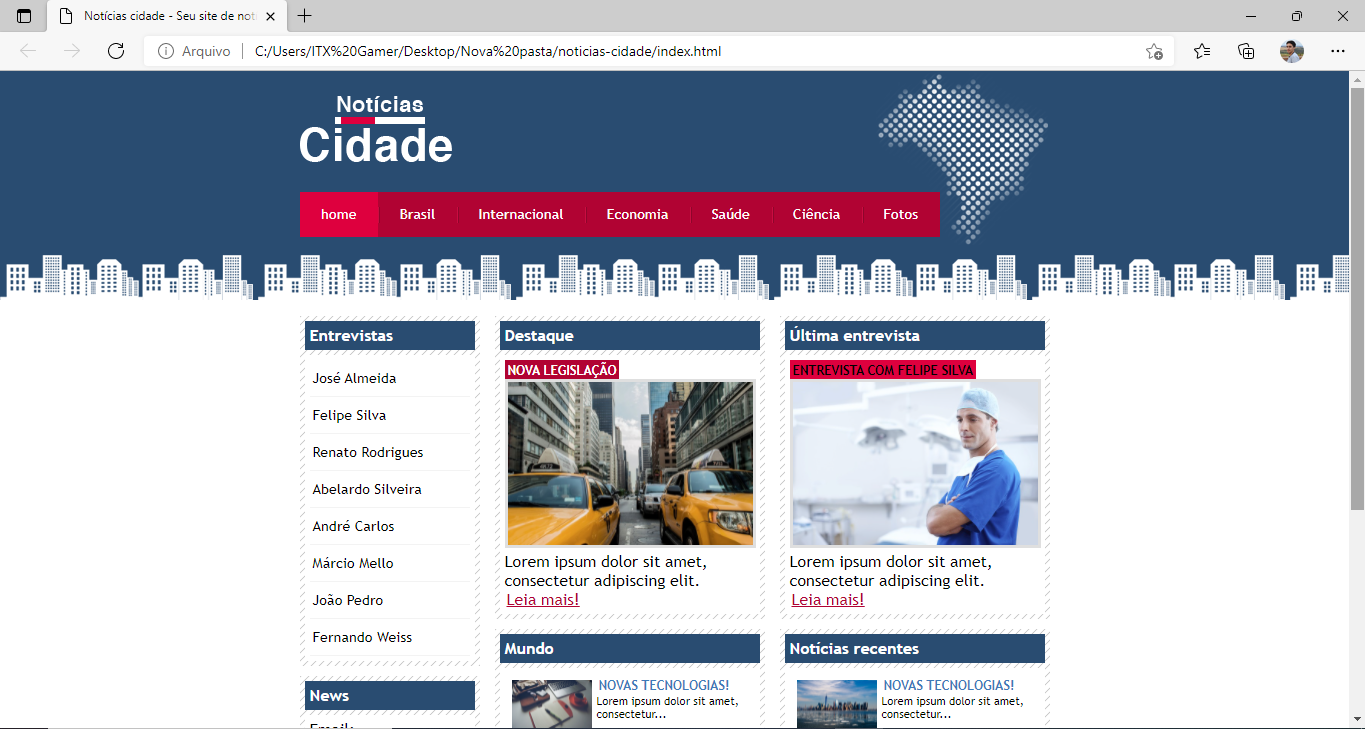 Notícias cidade - Seu site de not
Arquivo
C:/Users/ITX%20Gamer/Desktop/Nova%20pasta/noticias-cidade/index.html
Notícias
Cidade
home Brasil Internacional Economia Saúde Ciência Fotos
Entrevistas
José Almeida
Felipe Silva
Renato Rodrigues
Abelardo Silveira
André Carlos
Márcio Mello
João Pedro
Fernando Weiss
News
Email:
Destaque
NOVA LEGISLAÇÃO
Lorem ipsum dolor sit amet,
consectetur adipiscing elit.
Leia mais!
Mundo
NOVAS TECNOLOGIAS!
Lorem ipsum dolor sit amet,
consectetur...
Última entrevista
ENTREVISTA COM FELIPE SILVA
Lorem ipsum dolor sit amet,
consectetur adipiscing elit.
Leia mais!
Notícias recentes
NOVAS TECNOLOGIAS!
Lorem ipsum dolor sit amet,
consectetur...